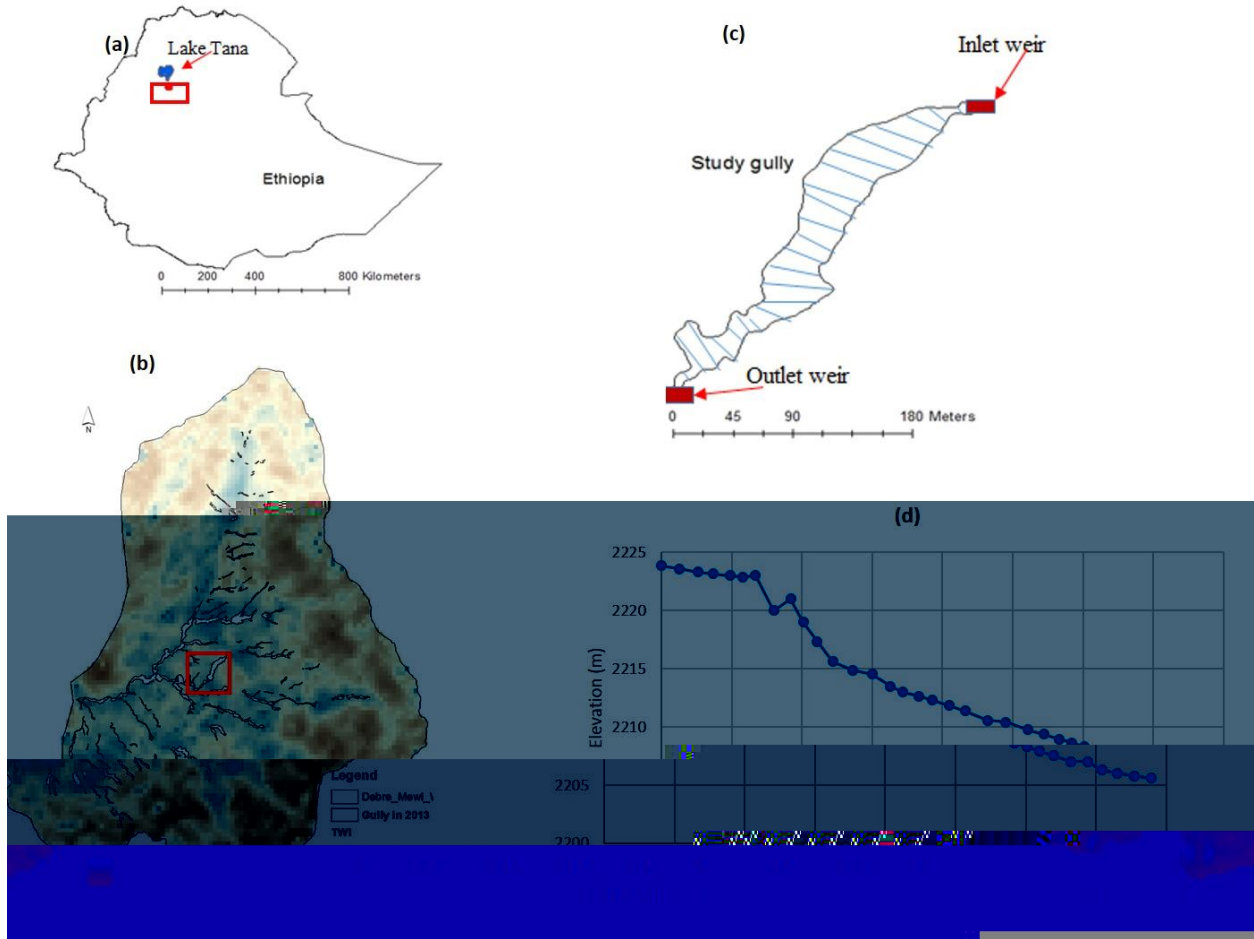 (a)
Lake Tana
Ethiopia
0 200 400 800 Kilometers
(c)
Inlet weir
Study gully
Outlet weir
0 45 90 180 Meters
(b)
N
Legend
Gully in 2013
TWI
(d)
2225
2220
2215
2210
2205
2200
Elevation (m)